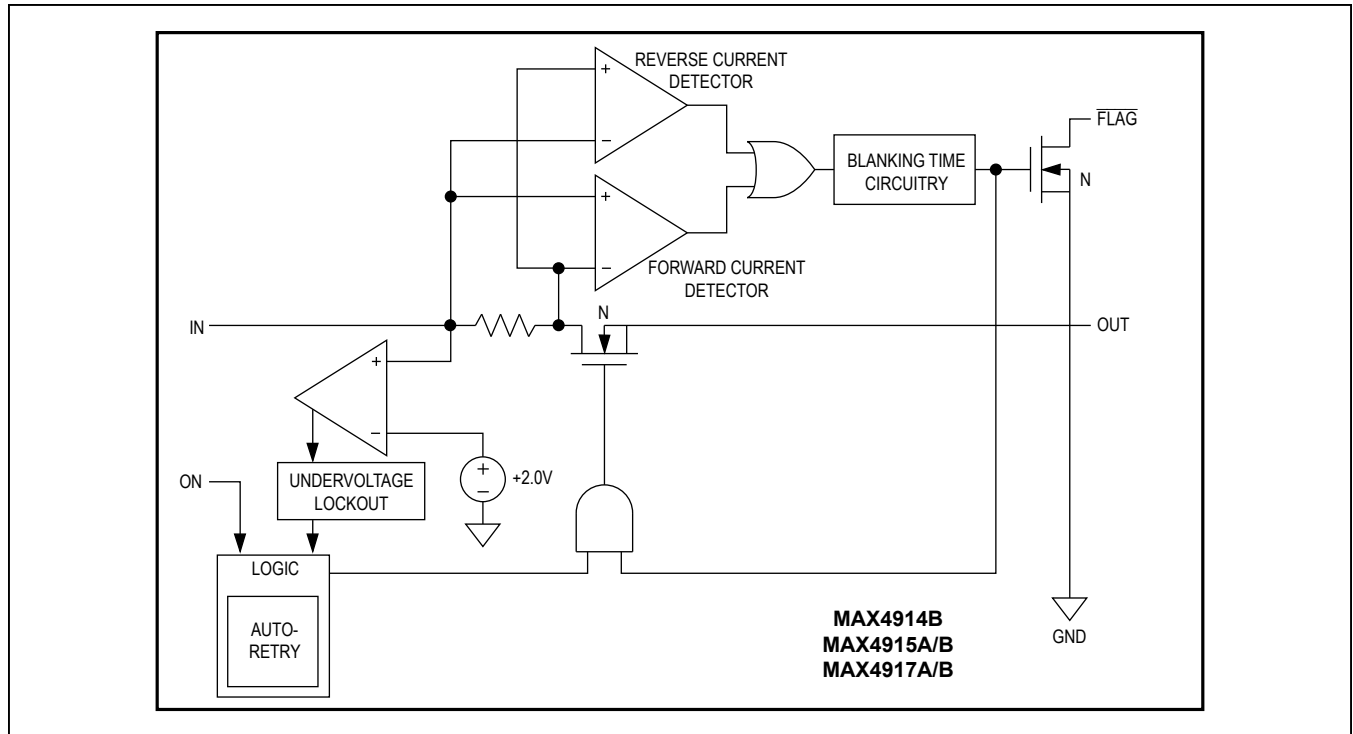 REVERSE CURRENT
DETECTOR
+
−
FLAG
BLANKING TIME
CIRCUITRY
N
+
−
FORWARD CURRENT
DETECTOR
IN
N
OUT
+
−
ON
UNDERVOLTAGE
LOCKOUT
+
−
+2.0V
LOGIC
AUTO-
RETRY
MAX4914B
MAX4915A/B
MAX4917A/B
GND